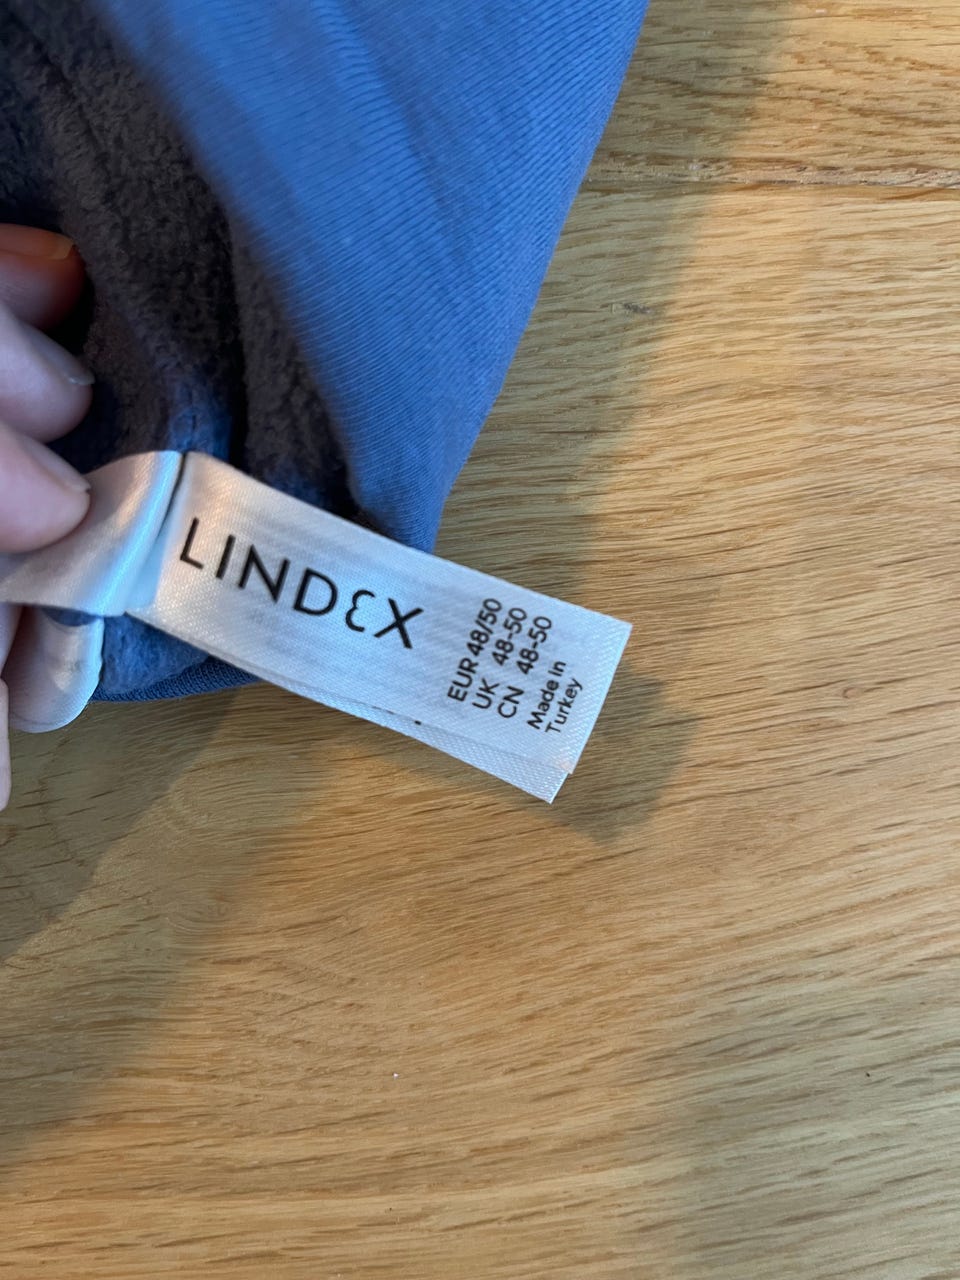 LINDEX
EUR 48/50
UK 48-50
CN 48-50
Made in
Turkey